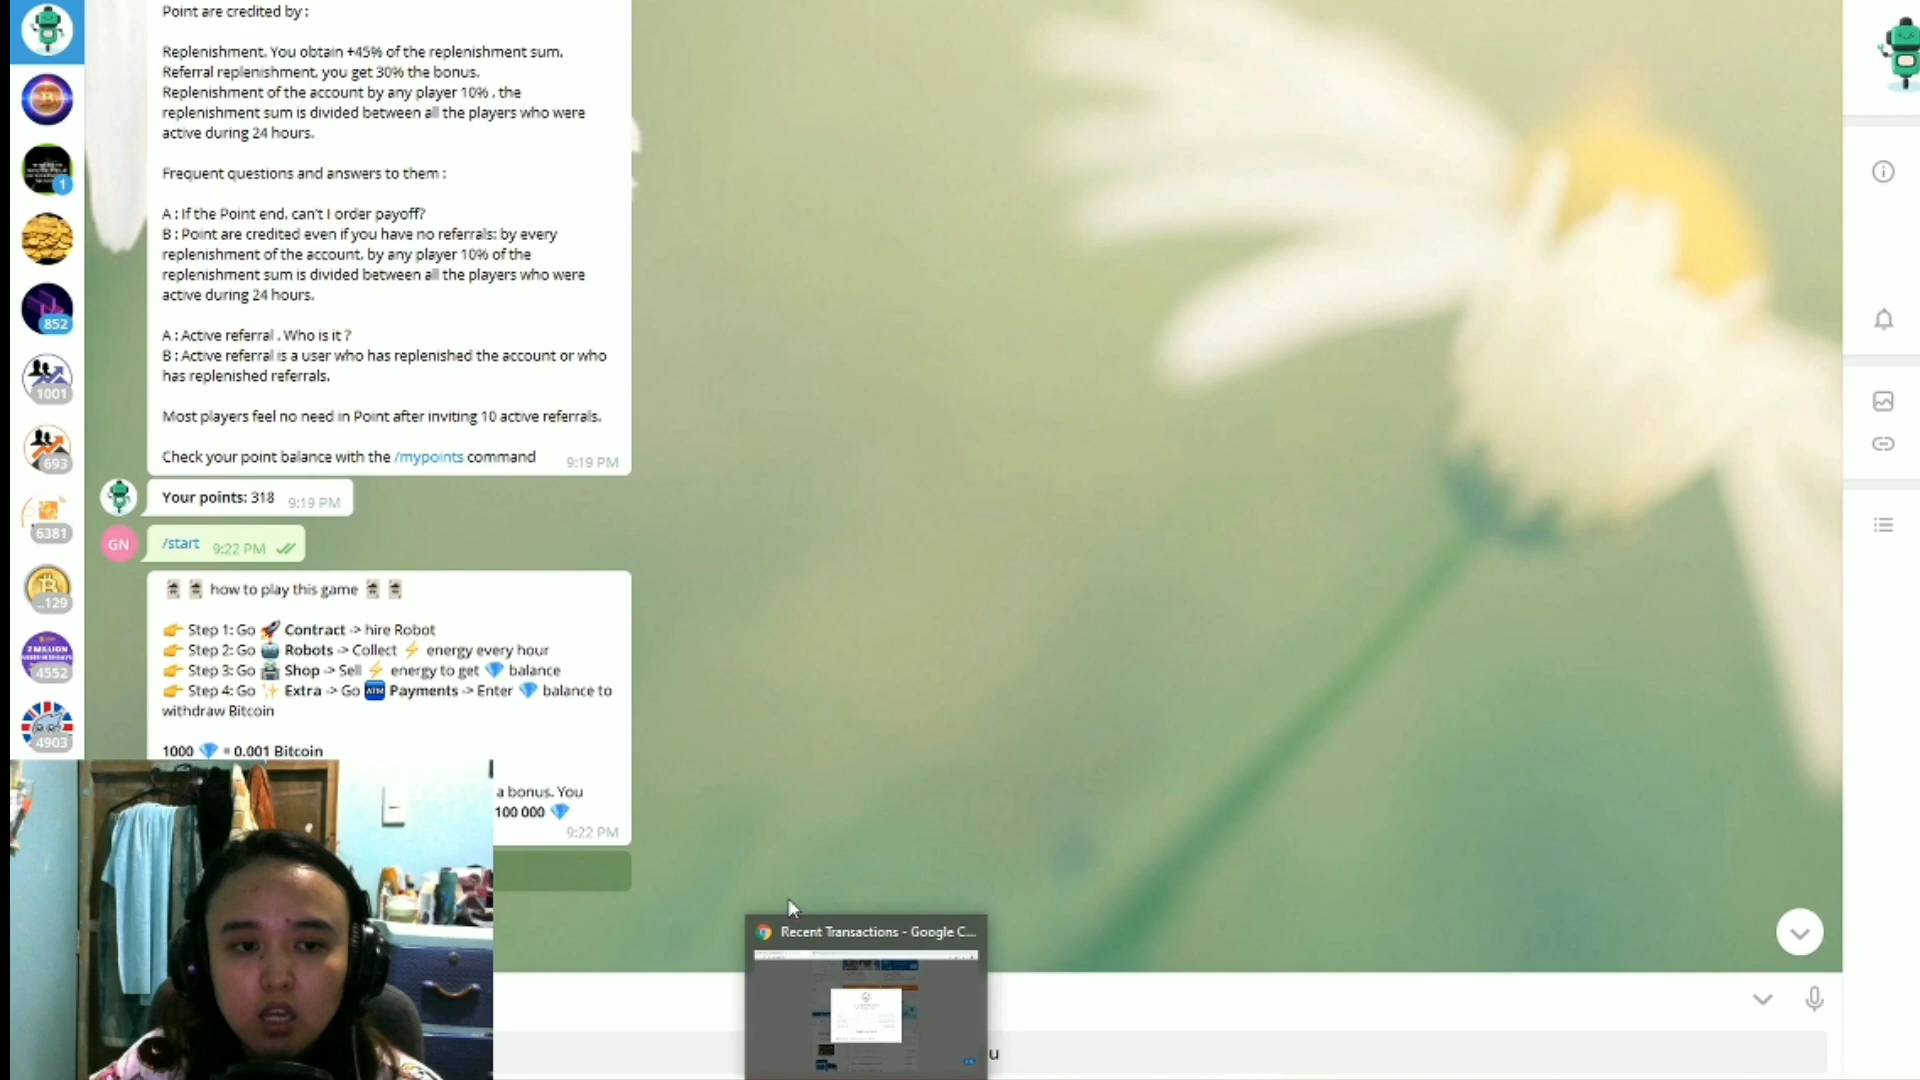 Point are credited by :
Replenishment. You obtain +45% of the replenishment sum.
Referral replenishment, you get 30% the bonus.
Replenishment of the account by any player 10% , the
replenishment sum is divided between all the players who were
active during 24 hours.
Frequent questions and answers to them :
A : If the Point end, can't I order payoff?
B : Point are credited even if you have no referrals: by every
replenishment of the account, by any player 10% of the
replenishment sum is divided between all the players who were
active during 24 hours.
A : Active referral . Who is it ?
B : Active referral is a user who has replenished the account or who
has replenished referrals.
Most players feel no need in Point after inviting 10 active referrals.
Check your point balance with the /mypoints command
9:19 PM
Your points: 318 9:19 PM
GN
/start 9:22 PM
how to play this game
Step 1: Go Contract -> hire Robot
Step 2: Go Robots -> Collect energy every hour
Step 3: Go Shop -> Sell energy to get balance
Step 4: Go Extra -> Go ATM Payments -> Enter balance to
withdraw Bitcoin
1000 = 0.001 Bitcoin
a bonus. You
100 000
9:22 PM
1
852
1001
693
6381
..129
2 MILLION
4552
4903
Recent Transactions - Google C...
u